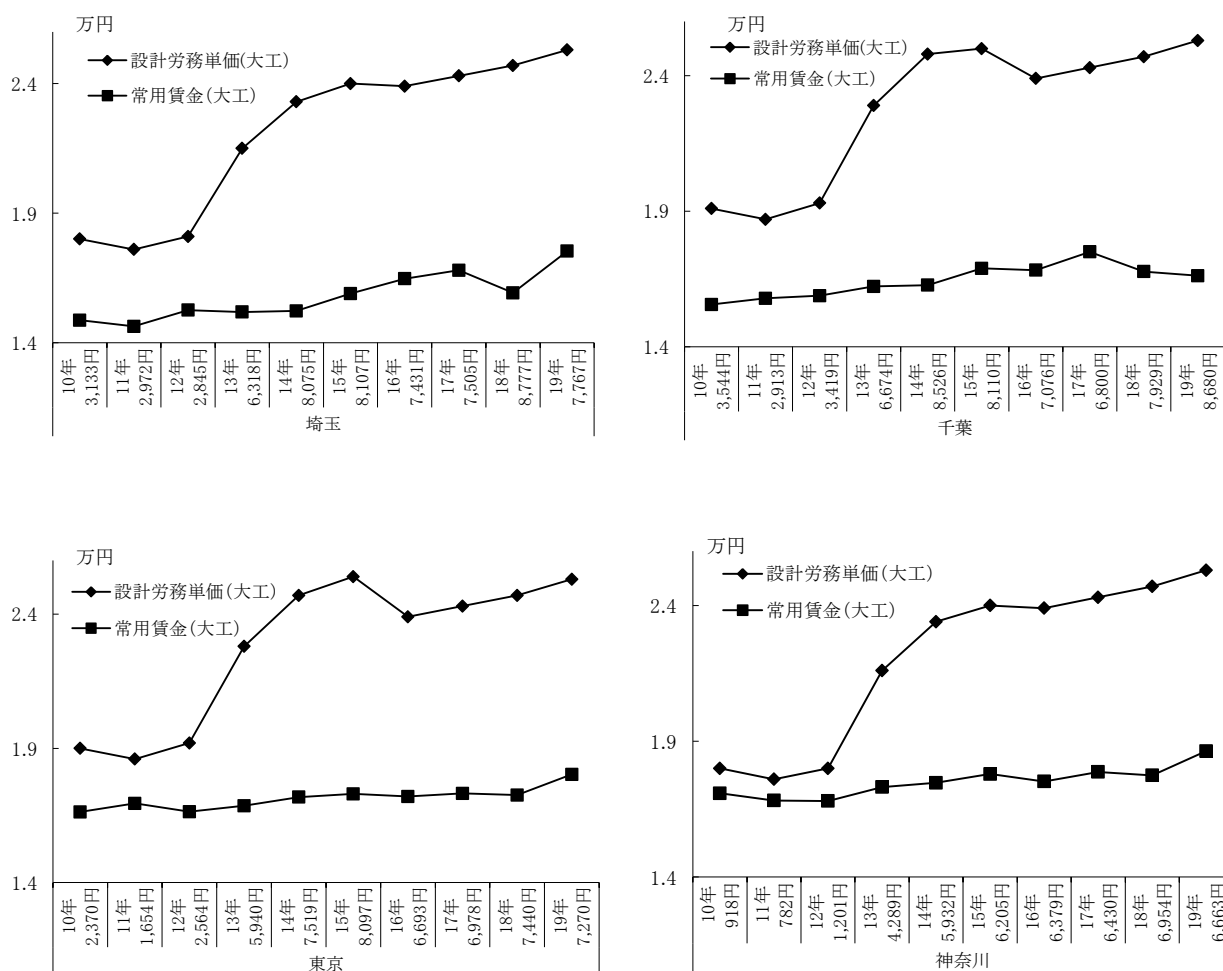 万円
設計労務単価(大工)
常用賃金(大工)
2.4
1.9
1.4
10年 3,133円
11年 2,972円
12年 2,845円
13年 6,318円
14年 8,075円
15年 8,107円
16年 7,431円
17年 7,505円
18年 8,777円
19年 7,767円
埼玉
万円
設計労務単価(大工)
常用賃金(大工)
2.4
1.9
1.4
10年 3,544円
11年 2,913円
12年 3,419円
13年 6,674円
14年 8,526円
15年 8,110円
16年 7,076円
17年 6,800円
18年 7,929円
19年 8,680円
千葉
万円
設計労務単価(大工)
常用賃金(大工)
2.4
1.9
1.4
10年 2,370円
11年 1,654円
12年 2,564円
13年 5,940円
14年 7,519円
15年 8,097円
16年 6,693円
17年 6,978円
18年 7,440円
19年 7,270円
東京
万円
設計労務単価(大工)
常用賃金(大工)
2.4
1.9
1.4
10年 918円
11年 782円
12年 1,201円
13年 4,289円
14年 5,932円
15年 6,205円
16年 6,379円
17年 6,430円
18年 6,954円
19年 6,663円
神奈川